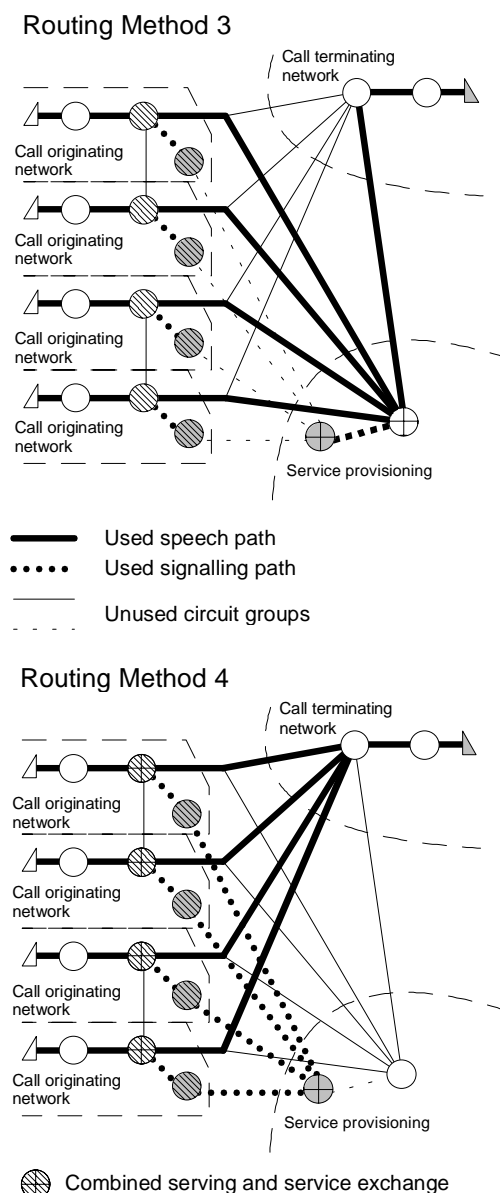 Routing Method 3
Call terminating
network
Call originating
network
Call originating
network
Call originating
network
Call originating
network
Service provisioning
Used speech path
Used signalling path
Unused circuit groups
Routing Method 4
Call terminating
network
Call originating
network
Call originating
network
Call originating
network
Call originating
network
Service provisioning
Combined serving and service exchange